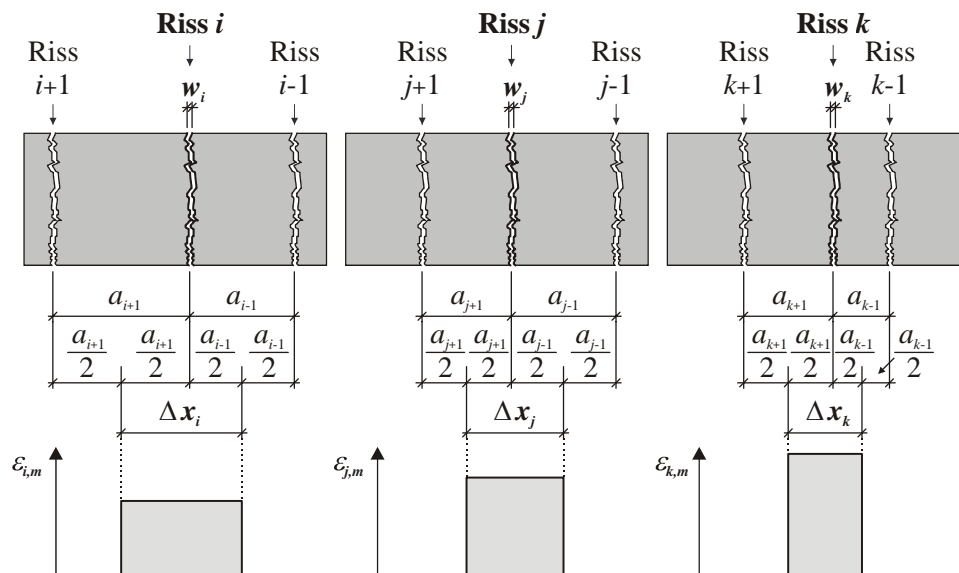 Riss i Riss j Riss k
Riss Riss Riss Riss Riss Riss
i+1 w_i i-1 j+1 w_j j-1 k+1 w_k k-1
a_{i+1} a_{i-1} a_{j+1} a_{j-1} a_{k+1} a_{k-1}
a_{i+1} a_{i+1} a_{i-1} a_{i-1} a_{j+1} a_{j+1} a_{j-1} a_{j-1} a_{k+1} a_{k+1} a_{k-1} a_{k-1}
2 2 2 2 2 2 2 2 2 2 2 2
Δx_i Δx_j Δx_k
ε_{i,m} ε_{j,m} ε_{k,m}